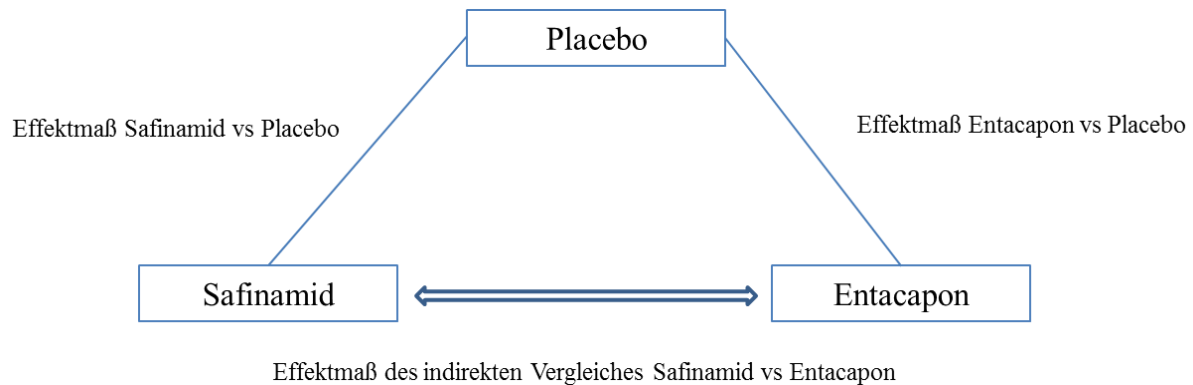 Placebo
Effektmaß Safinamid vs Placebo
Effektmaß Entacapon vs Placebo
Safinamid
Entacapon
Effektmaß des indirekten Vergleiches Safinamid vs Entacapon